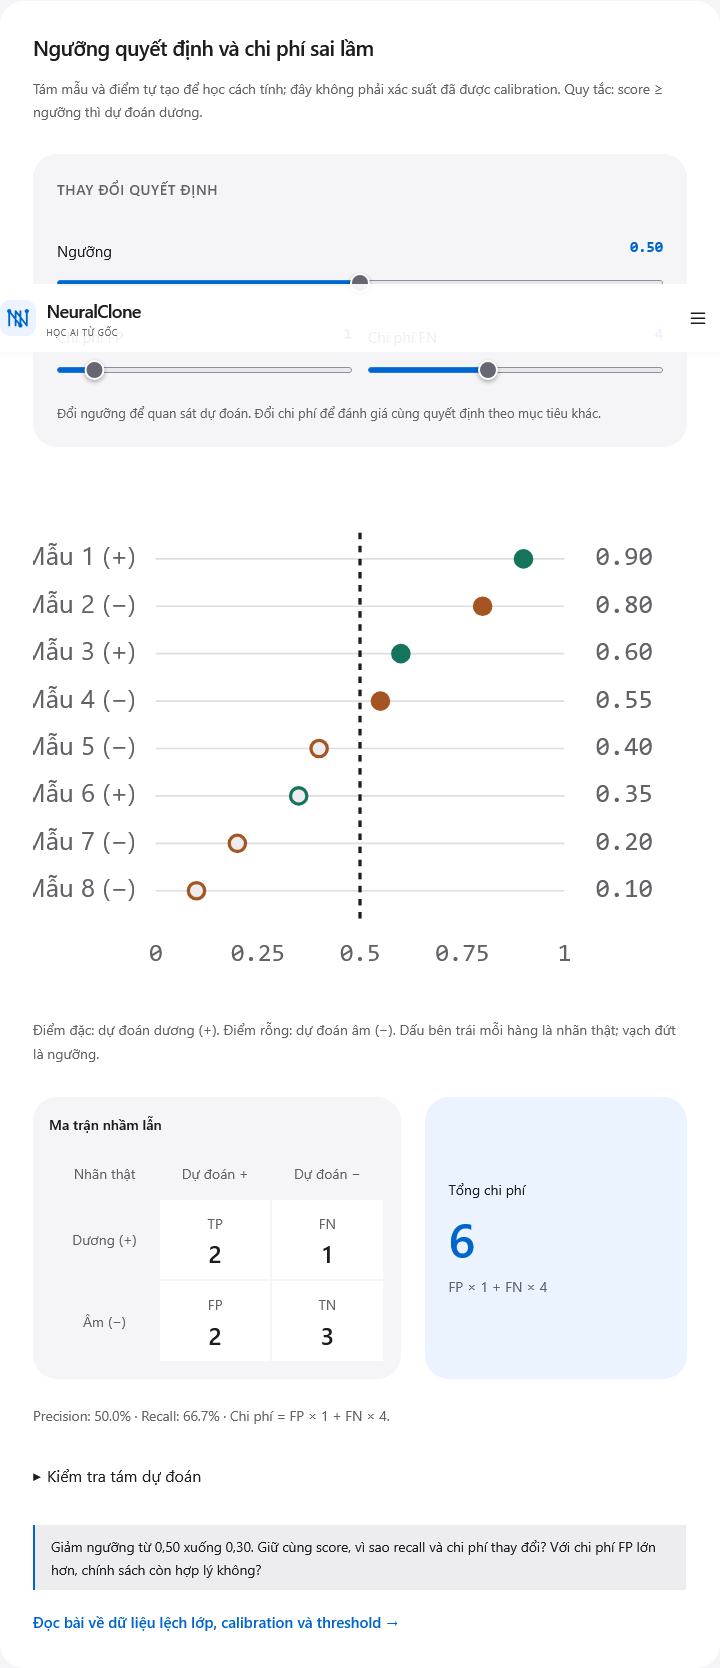 Ngưỡng quyết định và chi phí sai lầm
Tám mẫu và điểm tự tạo để học cách tính; đây không phải xác suất đã được calibration. Quy tắc: score ≥
ngưỡng thì dự đoán dương.
THAY ĐỔI QUYẾT ĐỊNH
Ngưỡng
0.50
NeuralClone
HỌC AI TỪ GỐC
Chi phí FP
1
Chi phí FN
4
Đổi ngưỡng để quan sát dự đoán. Đổi chi phí để đánh giá cùng quyết định theo mục tiêu khác.
Mẫu 1 (+) 0.90
Mẫu 2 (−) 0.80
Mẫu 3 (+) 0.60
Mẫu 4 (−) 0.55
Mẫu 5 (−) 0.40
Mẫu 6 (+) 0.35
Mẫu 7 (−) 0.20
Mẫu 8 (−) 0.10
0 0.25 0.5 0.75 1
Điểm đặc: dự đoán dương (+). Điểm rỗng: dự đoán âm (−). Dấu bên trái mỗi hàng là nhãn thật; vạch đứt
là ngưỡng.
Ma trận nhầm lẫn
Nhãn thật Dự đoán + Dự đoán −
Dương (+)
TP
2
FN
1
Âm (−)
FP
2
TN
3
Tổng chi phí
6
FP × 1 + FN × 4
Precision: 50.0% · Recall: 66.7% · Chi phí = FP × 1 + FN × 4.
▸ Kiểm tra tám dự đoán
Giảm ngưỡng từ 0,50 xuống 0,30. Giữ cùng score, vì sao recall và chi phí thay đổi? Với chi phí FP lớn
hơn, chính sách còn hợp lý không?
Đọc bài về dữ liệu lệch lớp, calibration và threshold →